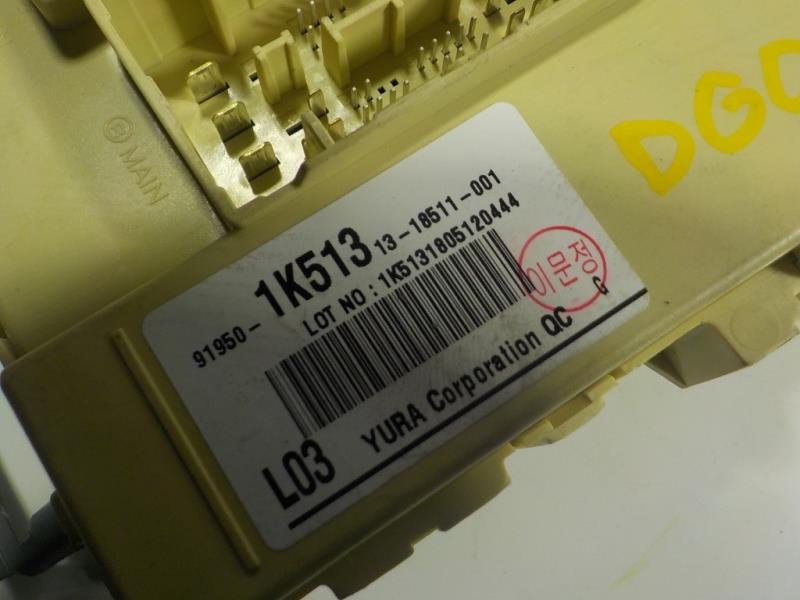 MAIN
DGC
91950-1K513 13-18511-001
LOT NO : 1K5131805120444
이문정
YURA Corporation QC G
L03